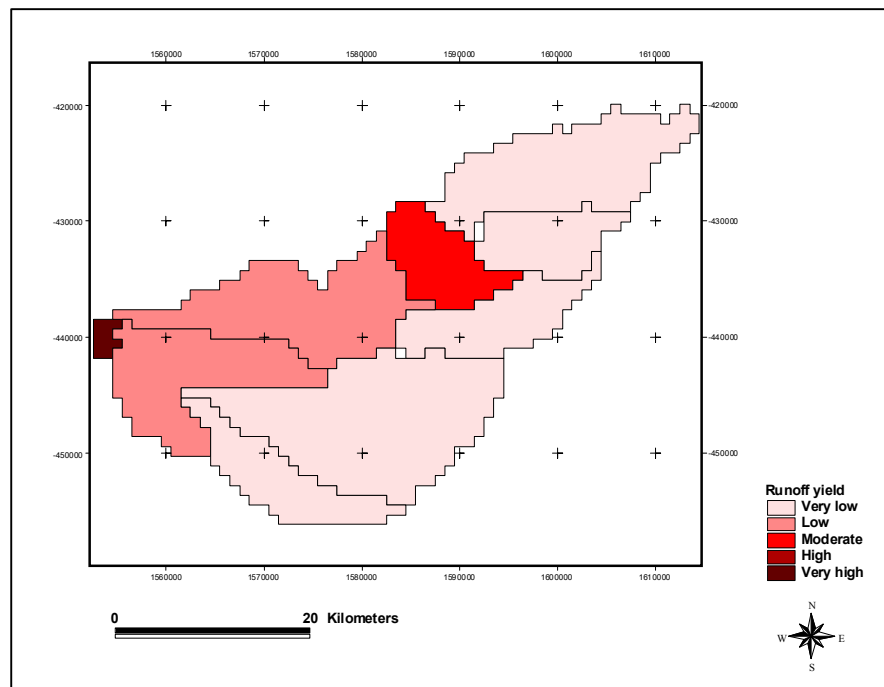 1560000 1570000 1580000 1590000 1600000 1610000
-420000 -420000
-430000 -430000
-440000 -440000
-450000 -450000
1560000 1570000 1580000 1590000 1600000 1610000
Runoff yield
Very low
Low
Moderate
High
Very high
0 20 Kilometers
N
W E
S